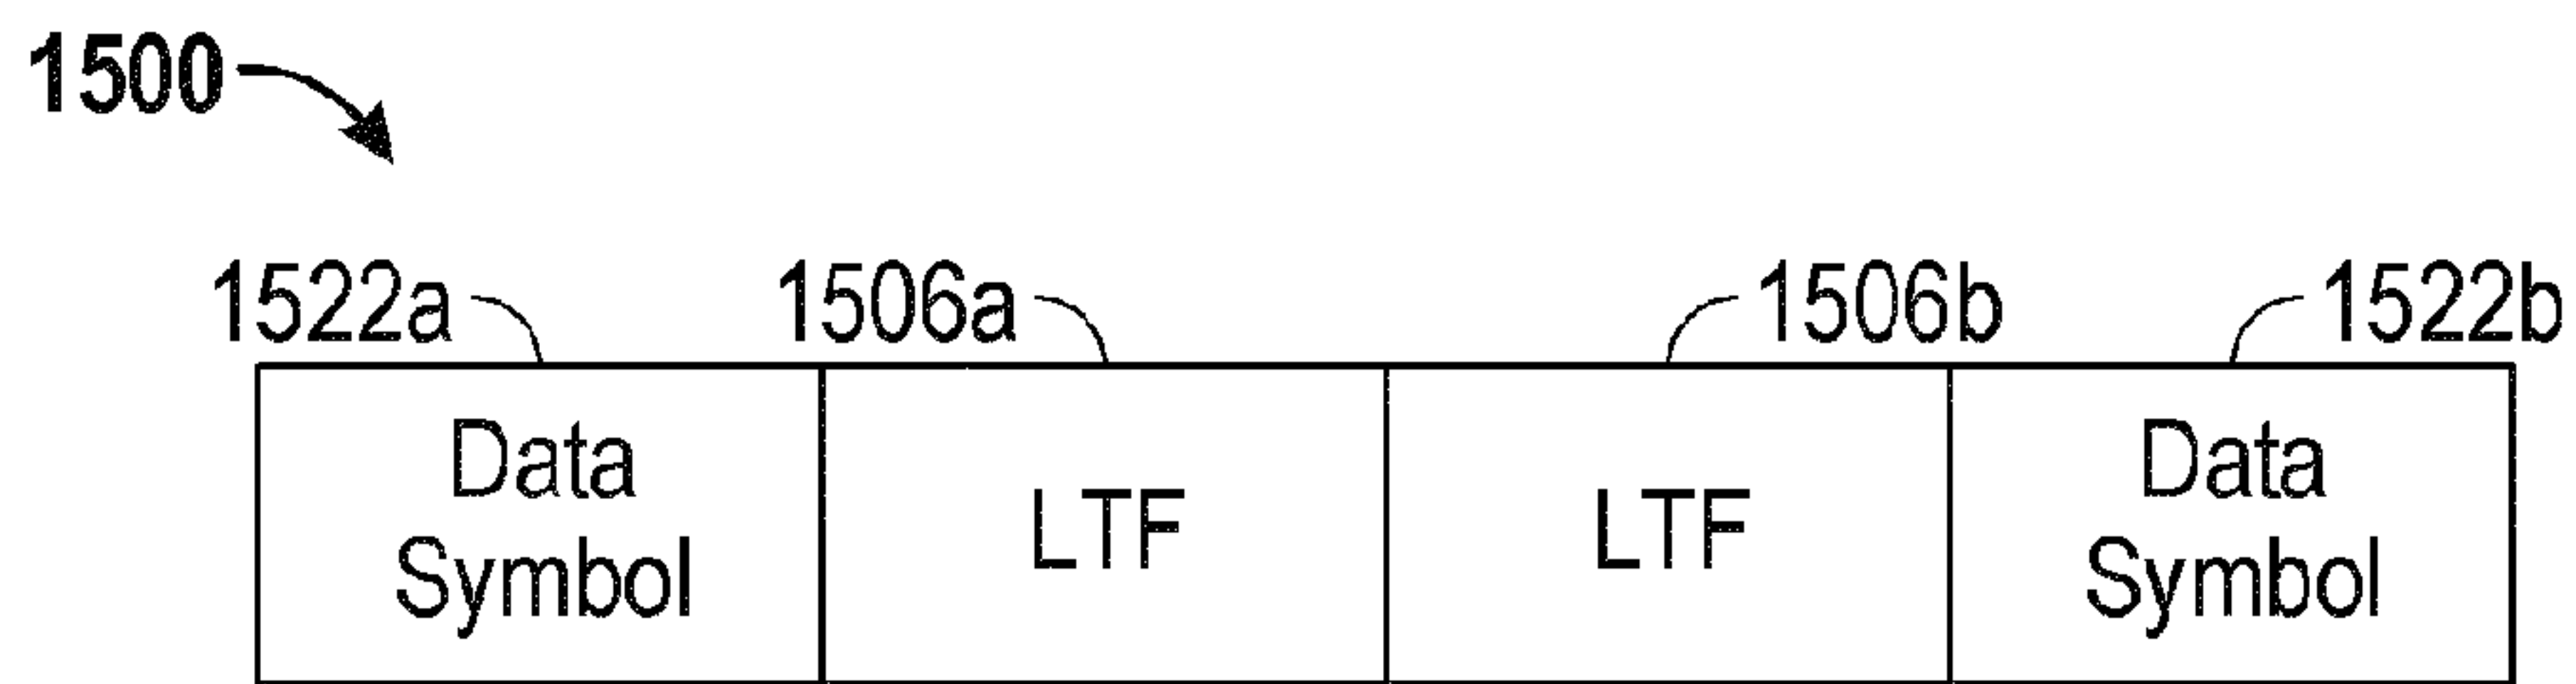 1500
1522a 1506a 1506b 1522b
Data Symbol LTF LTF Data Symbol